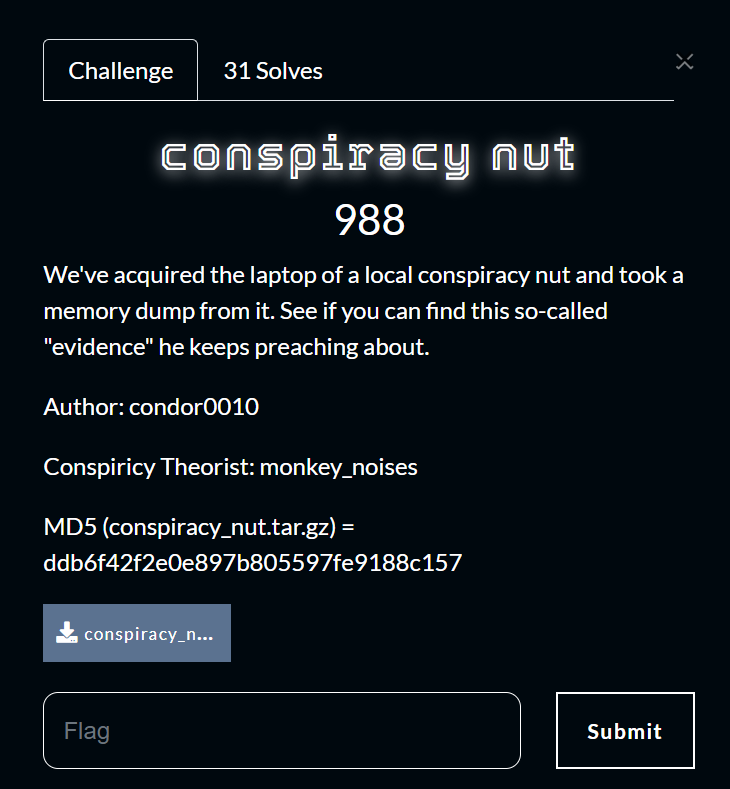 Challenge
31 Solves
conspiracy nut
988
We've acquired the laptop of a local conspiracy nut and took a
memory dump from it. See if you can find this so-called
"evidence" he keeps preaching about.
Author: condor0010
Conspiricy Theorist: monkey_noises
MD5 (conspiracy_nut.tar.gz) =
ddb6f42f2e0e897b805597fe9188c157
conspiracy_n...
Flag
Submit